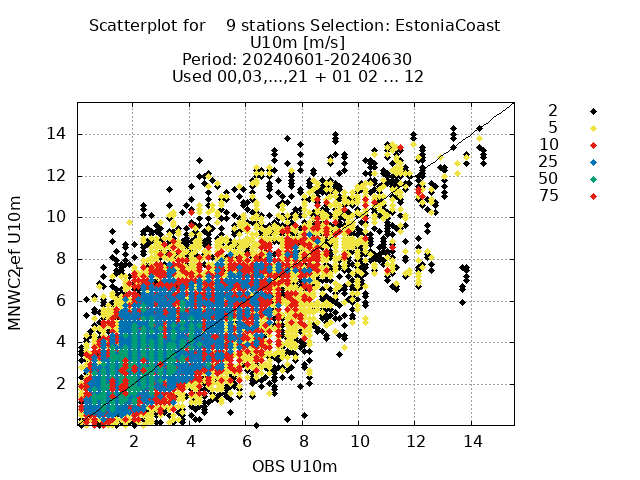 Scatterplot for 9 stations Selection: EstoniaCoast
U10m [m/s]
Period: 20240601-20240630
Used 00,03,...,21 + 01 02 ... 12
2
5
10
25
50
75
14
12
10
8
6
4
2
MNWC2ref U10m
2 4 6 8 10 12 14
OBS U10m